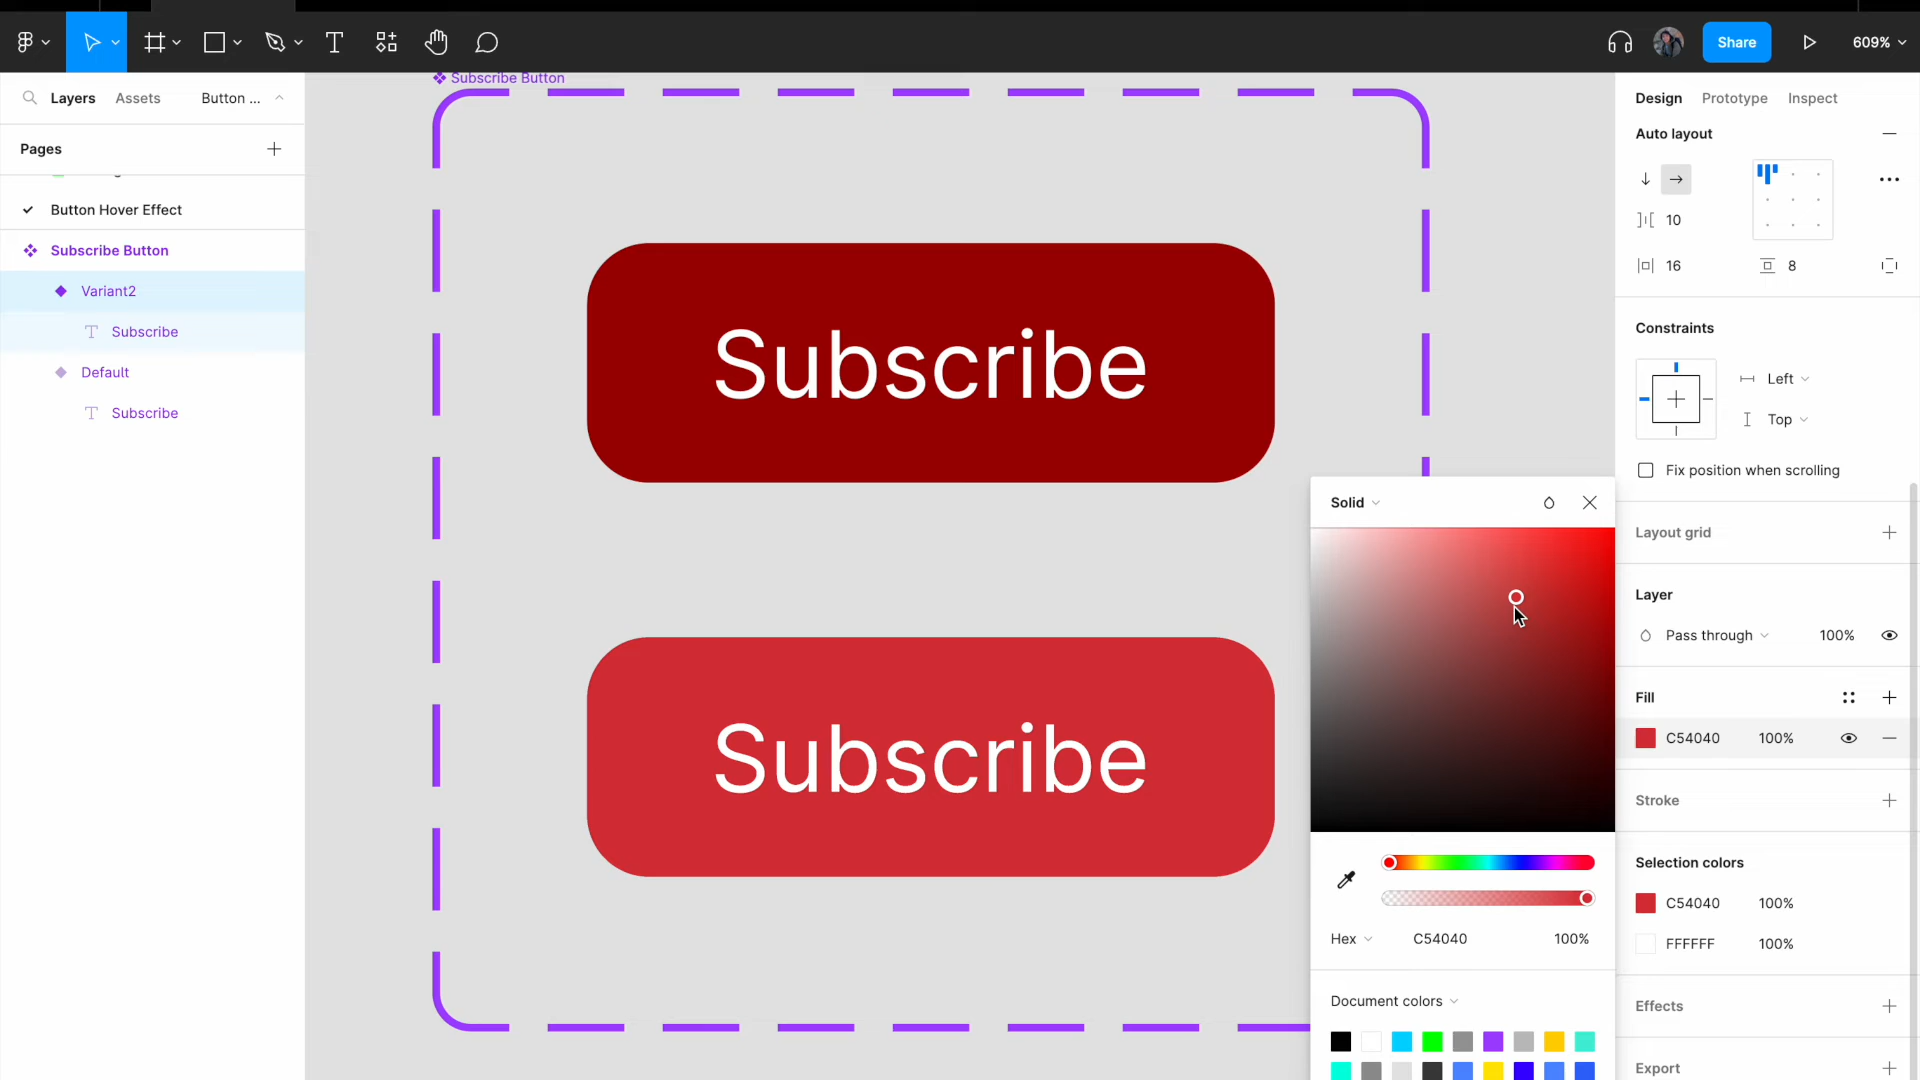 Share
609%
Subscribe Button
Layers
Assets
Button ...
Pages
Button Hover Effect
Subscribe Button
Variant2
Subscribe
Default
Subscribe
Subscribe
Subscribe
Solid
Hex
C54040
100%
Document colors
Design
Prototype
Inspect
Auto layout
10
16
8
Constraints
Left
Top
Fix position when scrolling
Layout grid
Layer
Pass through
100%
Fill
C54040
100%
Stroke
Selection colors
C54040
100%
FFFFFF
100%
Effects
Export